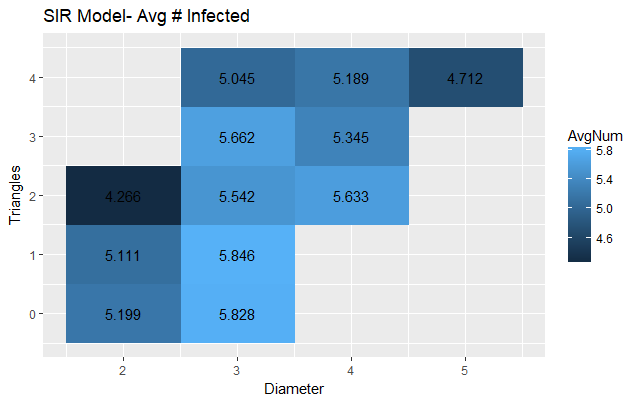 SIR Model- Avg # Infected
4
5.045 5.189 4.712
3
5.662 5.345
2
4.266 5.542 5.633
1
5.111 5.846
0
5.199 5.828
2 3 4 5
Diameter
Triangles
AvgNum
5.8
5.4
5.0
4.6